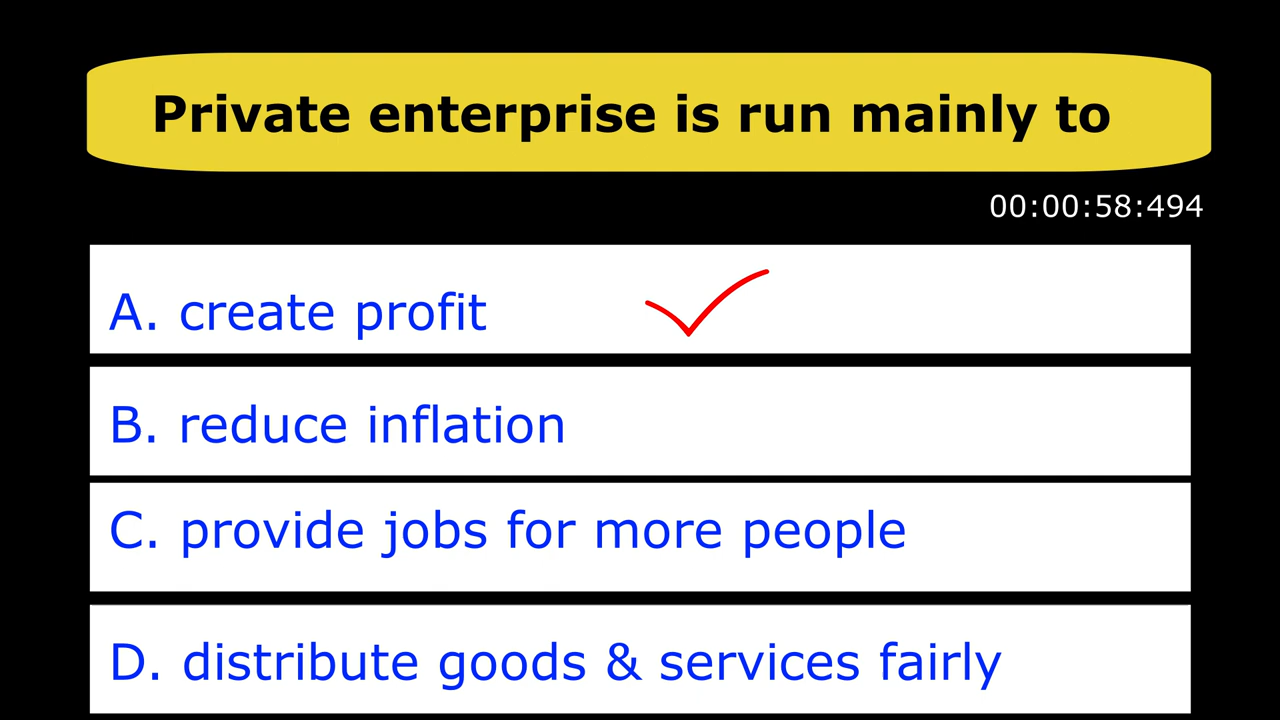 Private enterprise is run mainly to
00:00:58:494
A. create profit
B. reduce inflation
C. provide jobs for more people
D. distribute goods & services fairly